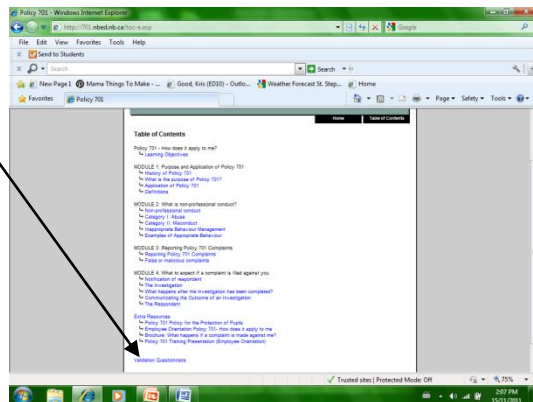 Policy 701 - Windows Internet Explorer
http://701.nbed.nb.ca/toc-e.asp
Google
File Edit View Favorites Tools Help
Send to Students
Search Search
New Page 1 Mama Things To Make - ... Good, Kris (ED10) - Outlo... Weather Forecast St. Step... Home
Favorites Policy 701 Page Safety Tools
Home Table of Contents
Table of Contents
Policy 701 - How does it apply to me?
Learning Objectives
MODULE 1: Purpose and Application of Policy 701
History of Policy 701
What is the purpose of Policy 701?
Application of Policy 701
Definitions
MODULE 2: What is non-professional conduct?
Non-professional conduct
Category I: Abuse
Category II: Misconduct
Inappropriate Behaviour Management
Examples of Appropriate Behaviour
MODULE 3: Reporting Policy 701 Complaints
Reporting Policy 701 Complaints
False or malicious complaints
MODULE 4: What to expect if a complaint is filed against you
Notification of respondent
The Investigation
What happens after the investigation has been completed?
Communicating the Outcome of an Investigation
The Respondent
Extra Resources
Policy 701 Policy for the Protection of Pupils
Employee Orientation Policy 701- How does it apply to me
Brochure: What happens if a complaint is made against me?
Policy 701 Training Presentation (Employee Orientation)
Validation Questionnaire
Trusted sites | Protected Mode: Off 75%
2:07 PM
15/11/2011